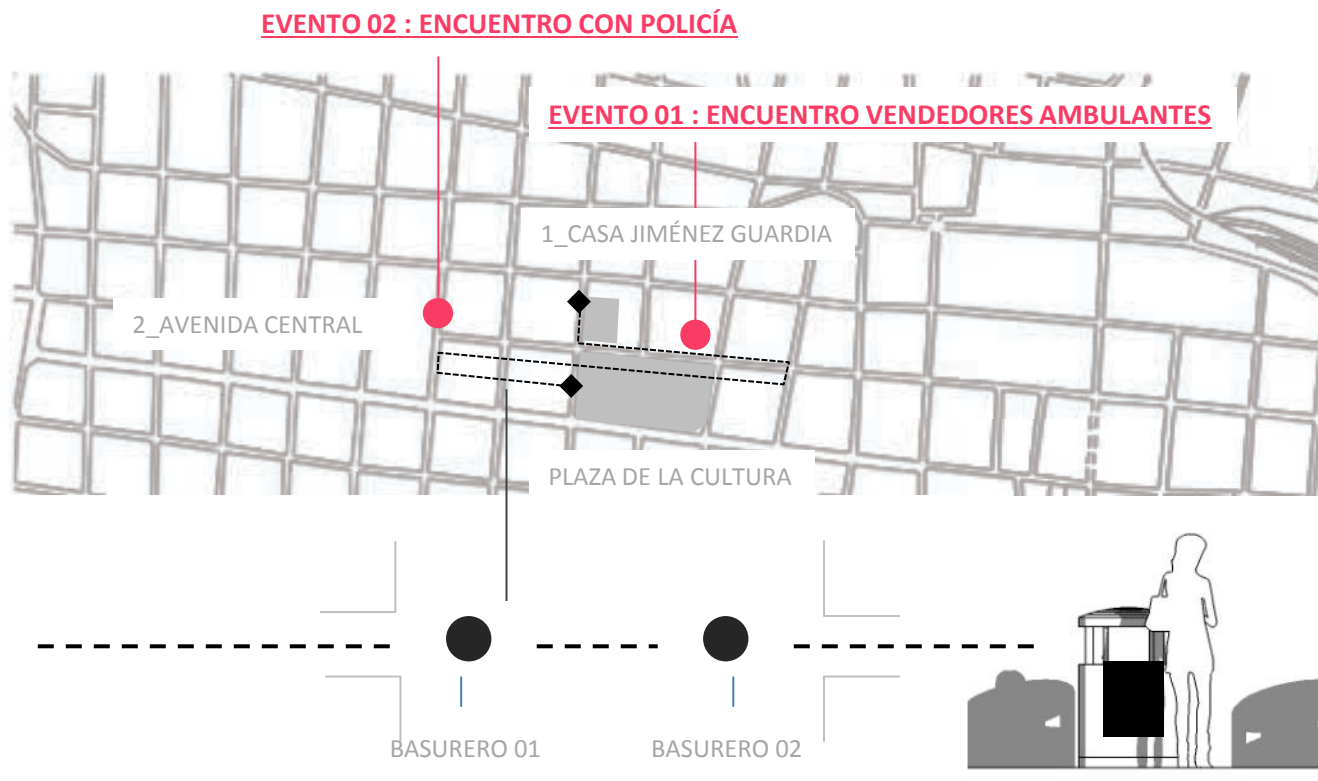 EVENTO 02 : ENCUENTRO CON POLICÍA
EVENTO 01 : ENCUENTRO VENDEDORES AMBULANTES
1_CASA JIMÉNEZ GUARDIA
2_AVENIDA CENTRAL
PLAZA DE LA CULTURA
BASURERO 01
BASURERO 02